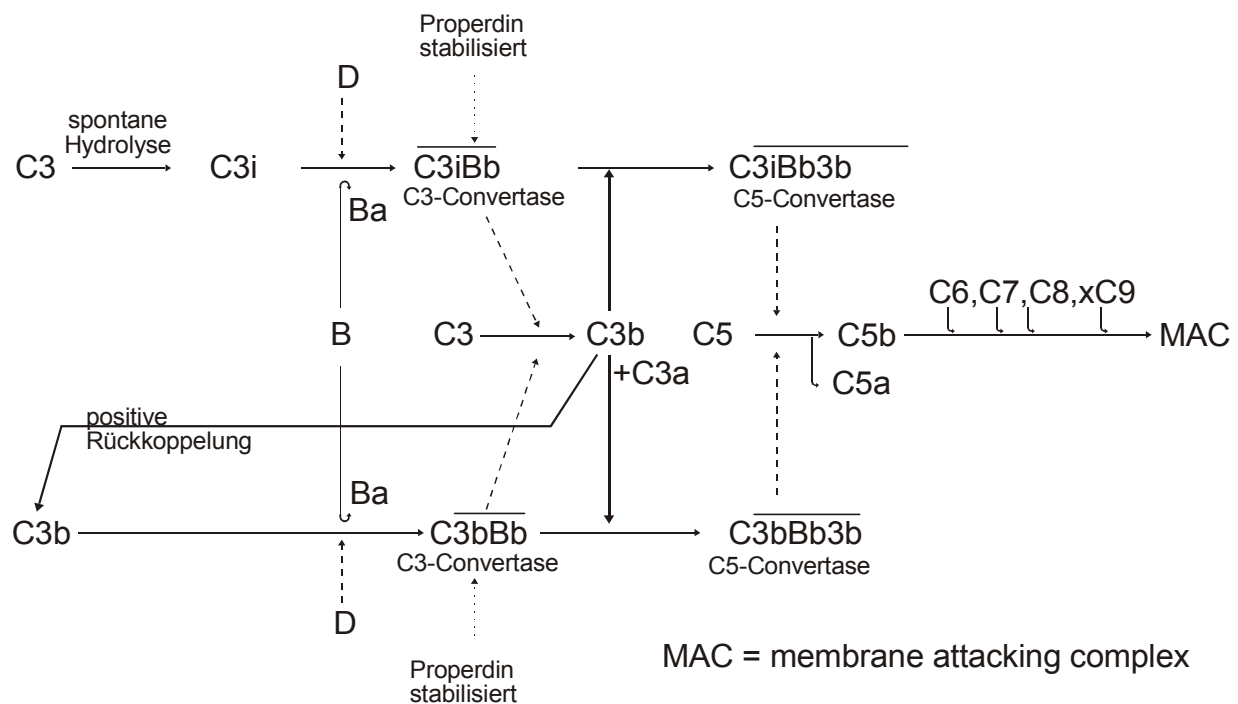 Properdin
stabilisiert
D
spontane
Hydrolyse
C3
C3i
C3iBb
C3iBb3b
C3-Convertase
C5-Convertase
Ba
C6,C7,C8,xC9
B
C3
C3b
C5
C5b
MAC
+C3a
C5a
positive
Rückkoppelung
Ba
C3b
C3bBb
C3bBb3b
C3-Convertase
C5-Convertase
D
Properdin
stabilisiert
MAC = membrane attacking complex